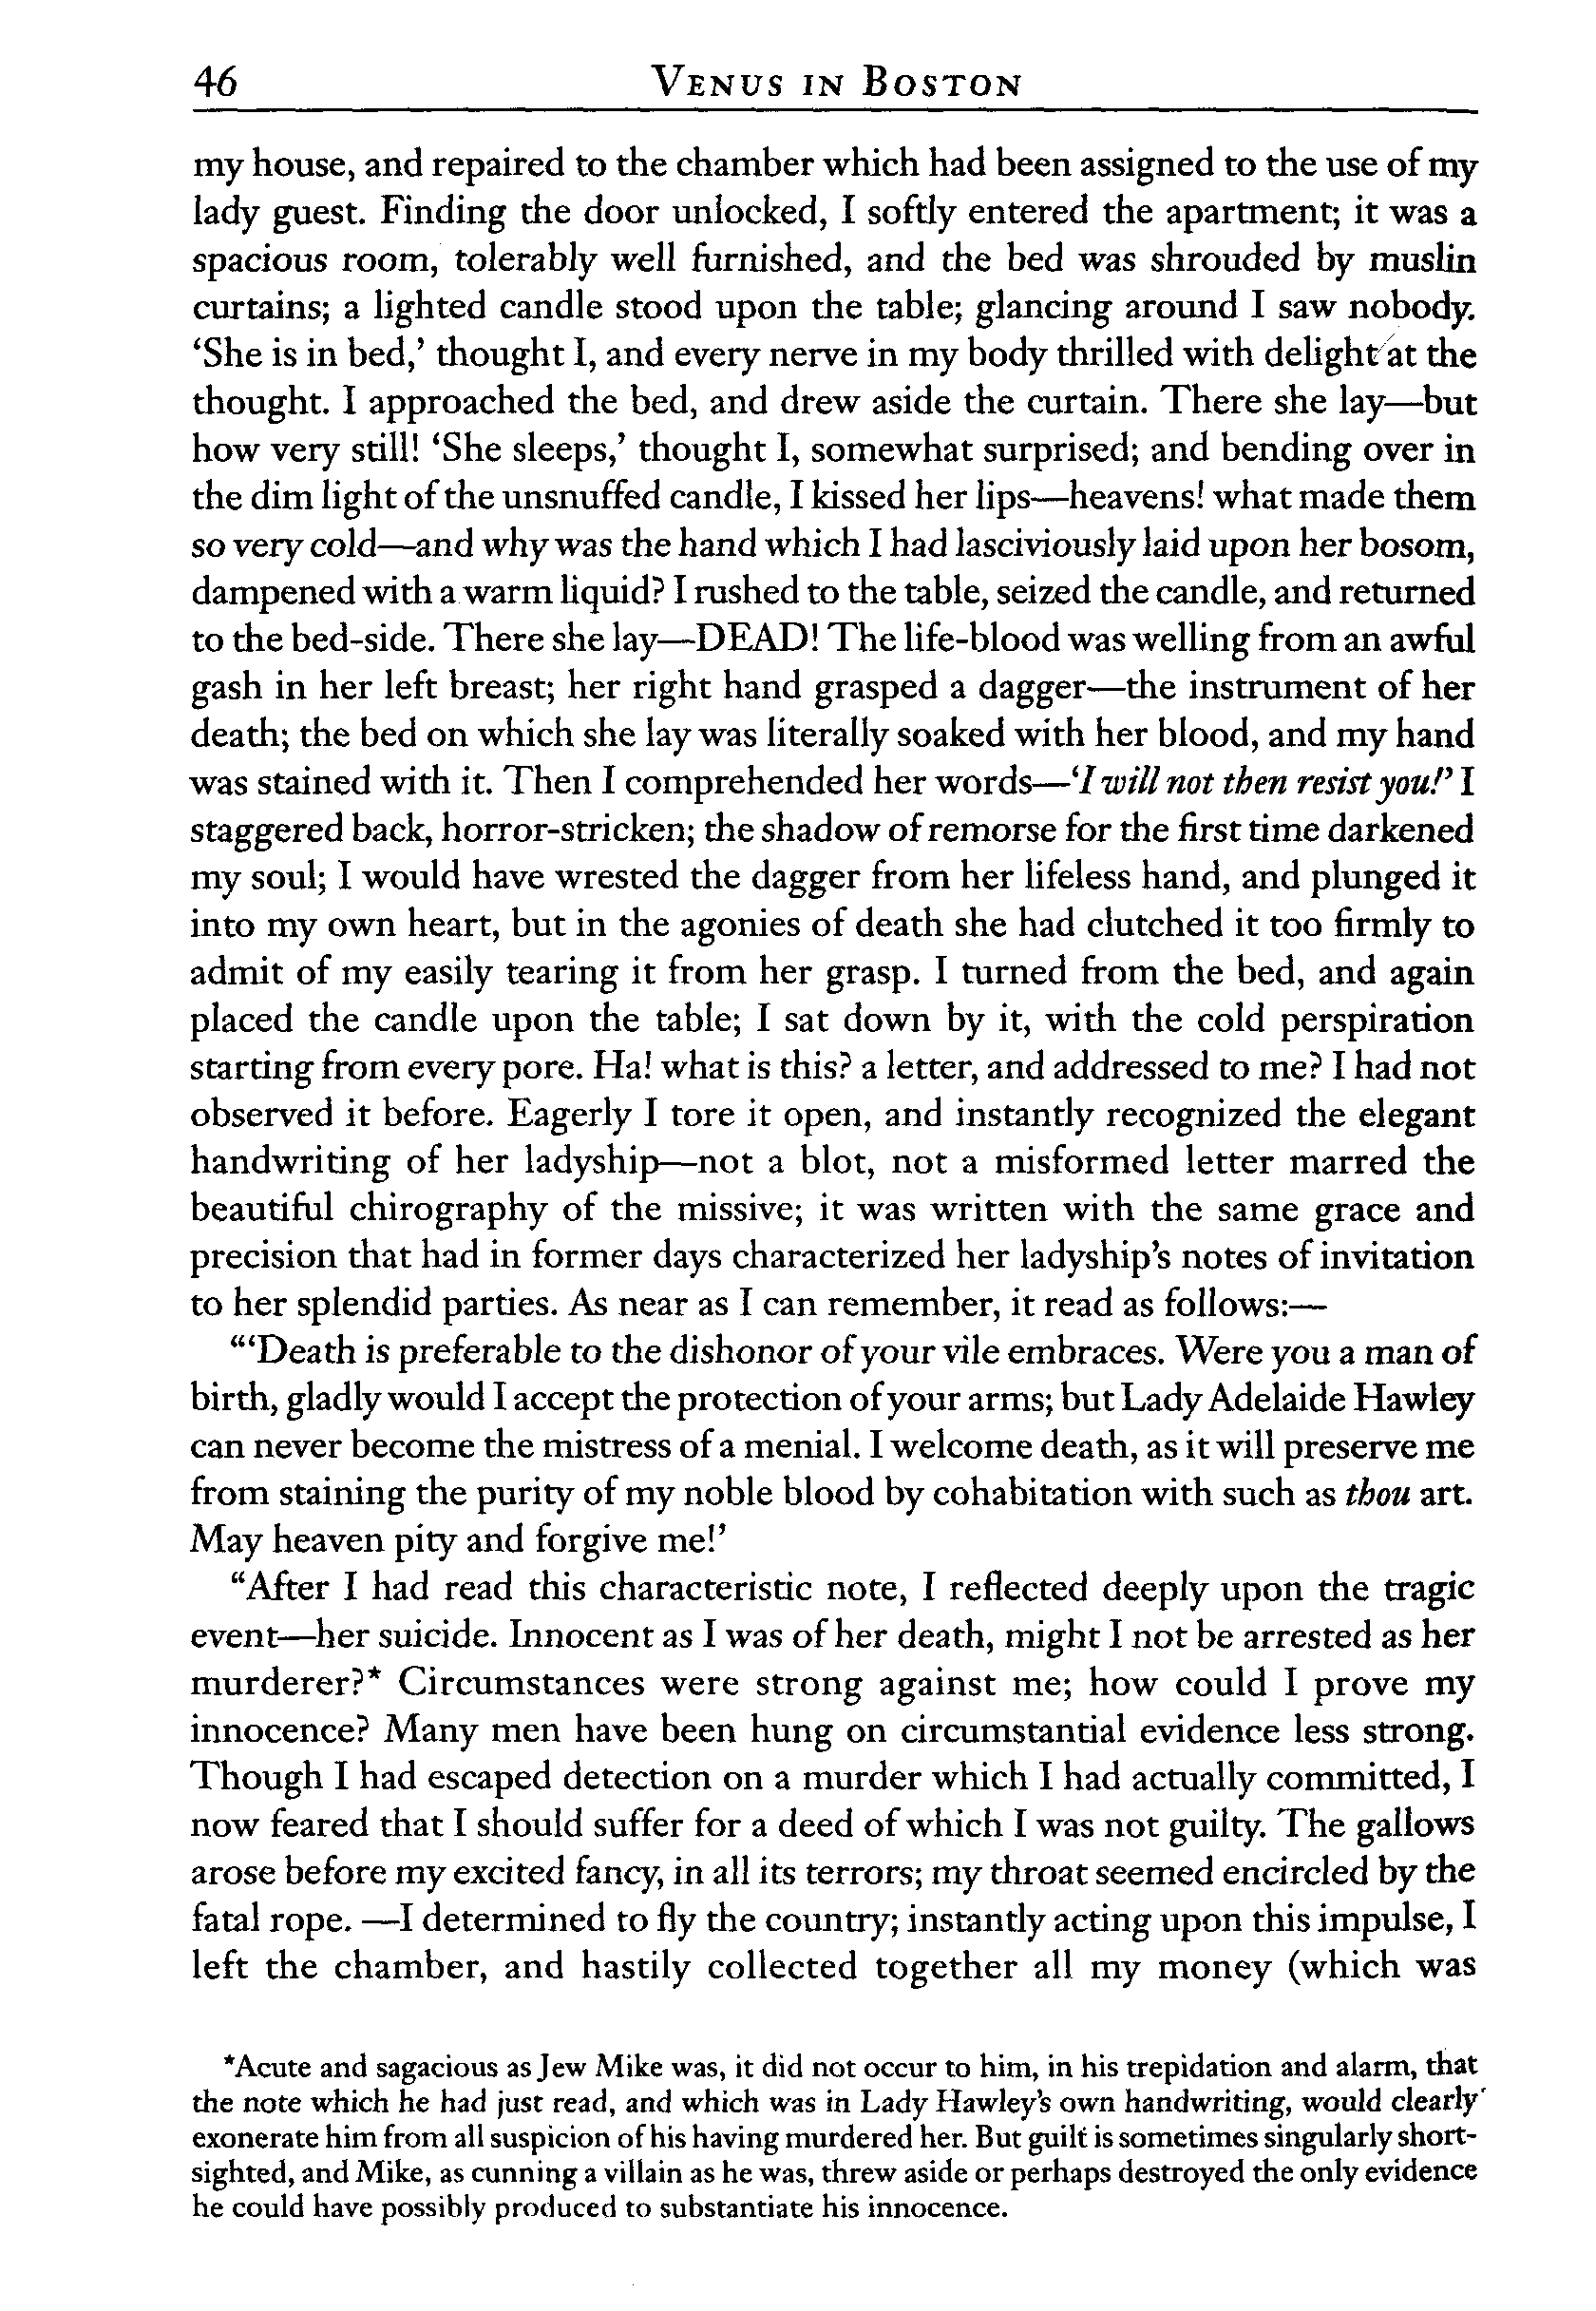 46 VENUS IN BOSTON
my house, and repaired to the chamber which had been assigned to the use of my
lady guest. Finding the door unlocked, I softly entered the apartment; it was a
spacious room, tolerably well furnished, and the bed was shrouded by muslin
curtains; a lighted candle stood upon the table; glancing around I saw nobody.
‘She is in bed,’ thought I, and every nerve in my body thrilled with delight at the
thought. I approached the bed, and drew aside the curtain. There she lay—but
how very still! ‘She sleeps,’ thought I, somewhat surprised; and bending over in
the dim light of the unsnuffed candle, I kissed her lips—heavens! what made them
so very cold—and why was the hand which I had lasciviously laid upon her bosom,
dampened with a warm liquid? I rushed to the table, seized the candle, and returned
to the bed-side. There she lay—DEAD! The life-blood was welling from an awful
gash in her left breast; her right hand grasped a dagger—the instrument of her
death; the bed on which she lay was literally soaked with her blood, and my hand
was stained with it. Then I comprehended her words—‘I will not then resist you!’ I
staggered back, horror-stricken; the shadow of remorse for the first time darkened
my soul; I would have wrested the dagger from her lifeless hand, and plunged it
into my own heart, but in the agonies of death she had clutched it too firmly to
admit of my easily tearing it from her grasp. I turned from the bed, and again
placed the candle upon the table; I sat down by it, with the cold perspiration
starting from every pore. Ha! what is this? a letter, and addressed to me? I had not
observed it before. Eagerly I tore it open, and instantly recognized the elegant
handwriting of her ladyship—not a blot, not a misformed letter marred the
beautiful chirography of the missive; it was written with the same grace and
precision that had in former days characterized her ladyship’s notes of invitation
to her splendid parties. As near as I can remember, it read as follows:—
“‘Death is preferable to the dishonor of your vile embraces. Were you a man of
birth, gladly would I accept the protection of your arms; but Lady Adelaide Hawley
can never become the mistress of a menial. I welcome death, as it will preserve me
from staining the purity of my noble blood by cohabitation with such as thou art.
May heaven pity and forgive me!’
“After I had read this characteristic note, I reflected deeply upon the tragic
event—her suicide. Innocent as I was of her death, might I not be arrested as her
murderer?* Circumstances were strong against me; how could I prove my
innocence? Many men have been hung on circumstantial evidence less strong.
Though I had escaped detection on a murder which I had actually committed, I
now feared that I should suffer for a deed of which I was not guilty. The gallows
arose before my excited fancy, in all its terrors; my throat seemed encircled by the
fatal rope. —I determined to fly the country; instantly acting upon this impulse, I
left the chamber, and hastily collected together all my money (which was
*Acute and sagacious as Jew Mike was, it did not occur to him, in his trepidation and alarm, that
the note which he had just read, and which was in Lady Hawley’s own handwriting, would clearly
exonerate him from all suspicion of his having murdered her. But guilt is sometimes singularly short-
sighted, and Mike, as cunning a villain as he was, threw aside or perhaps destroyed the only evidence
he could have possibly produced to substantiate his innocence.